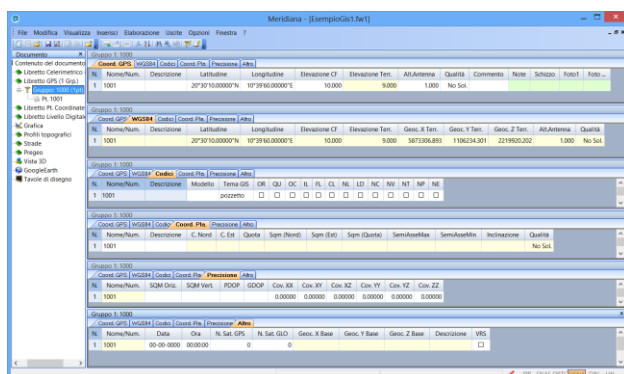 Meridiana - [EsempioGis1.fw1]
File Modifica Visualizza Inserisci Elaborazione Uscite Opzioni Finestra ?
Documento
Contenuto del documento
Libretto Celerimetrico
Libretto GPS (1 Grp.)
Gruppo: 1000 (1pt)
Pt. 1001
Libretto Pt. Coordinate
Libretto Livello Digitale
Grafica
Profili topografici
Strade
Pregeo
Vista 3D
GoogleEarth
Tavole di disegno
Gruppo 1: 1000
Coord. GPS WGS84 Codici Coord. Pla. Precisione Altro
N. Nome/Num. Descrizione Latitudine Longitudine Elevazione CF Elevazione Terr. Alt.Antenna Qualità Commento Note Schizzo Foto1 Foto ...
1 1001 20°30'10.00000"N 10°39'60.00000"E 10.000 9.000 1.000 No Sol.
Gruppo 1: 1000
Coord. GPS WGS84 Codici Coord. Pla. Precisione Altro
N. Nome/Num. Descrizione Latitudine Longitudine Elevazione CF Elevazione Terr. Geoc. X Terr. Geoc. Y Terr. Geoc. Z Terr. Alt.Antenna Qualità
1 1001 20°30'10.00000"N 10°39'60.00000"E 10.000 9.000 5873306.893 1106234.301 2219920.202 1.000 No Sol.
Gruppo 1: 1000
Coord. GPS WGS84 Codici Coord. Pla. Precisione Altro
N. Nome/Num. Descrizione Modello Tema GIS OR QU OC IL FL CL NL LD NC NV NT NP NE
1 1001 pozzetto
Gruppo 1: 1000
Coord. GPS WGS84 Codici Coord. Pla. Precisione Altro
N. Nome/Num. Descrizione C. Nord C. Est Quota Sqm (Nord) Sqm (Est) Sqm (Quota) SemiAsseMax SemiAsseMin Inclinazione Qualità
1 1001 No Sol.
Gruppo 1: 1000
Coord. GPS WGS84 Codici Coord. Pla. Precisione Altro
N. Nome/Num. SQM Oriz. SQM Vert. PDOP GDOP Cov. XX Cov. XY Cov. XZ Cov. YY Cov. YZ Cov. ZZ
1 1001 0.00000 0.00000 0.00000 0.00000 0.00000 0.00000
Gruppo 1: 1000
Coord. GPS WGS84 Codici Coord. Pla. Precisione Altro
N. Nome/Num. Data Ora N. Sat. GPS N. Sat. GLO Geoc. X Base Geoc. Y Base Geoc. Z Base Descrizione VRS
1 1001 00-00-0000 00:00:00 0 0